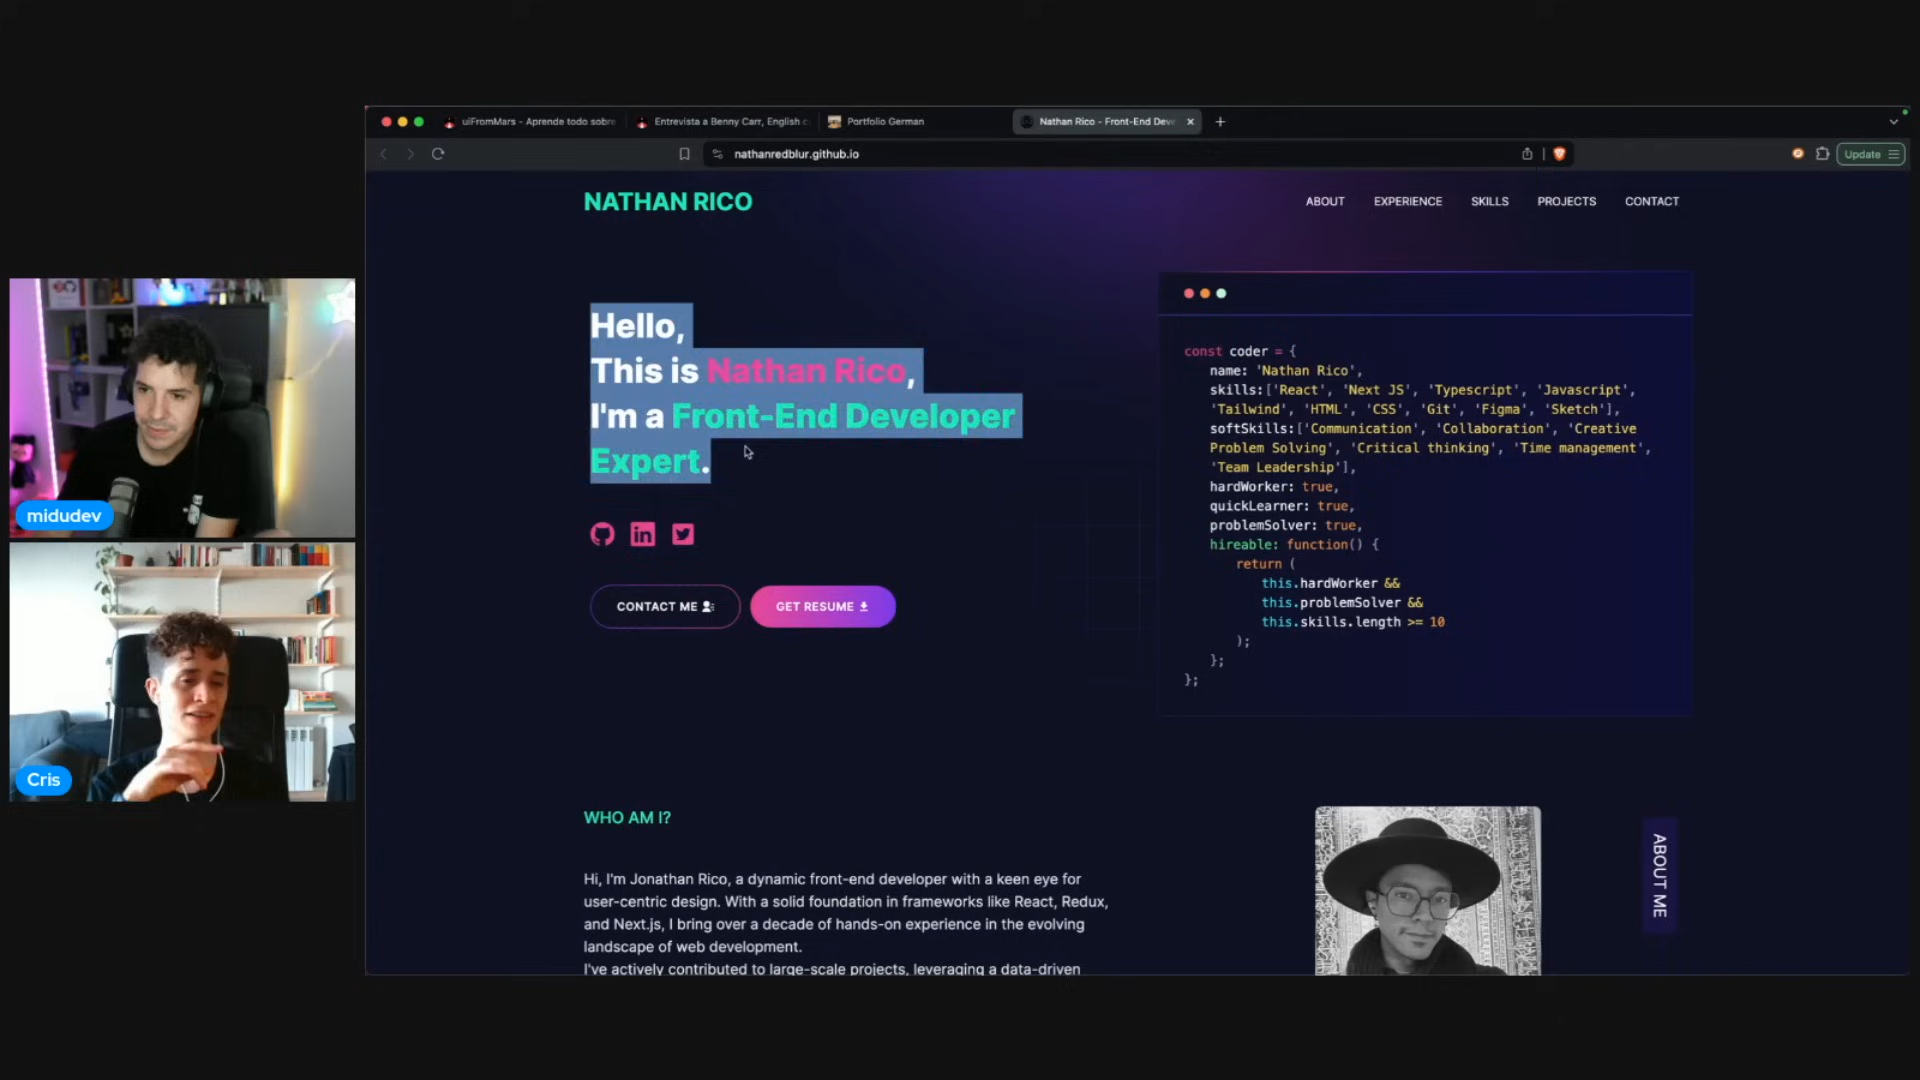 uiFromMars - Aprende todo sobre
Entrevista a Benny Carr, English c
Portfolio German
Nathan Rico - Front-End Deve
nathanredblur.github.io
Update
NATHAN RICO
ABOUT
EXPERIENCE
SKILLS
PROJECTS
CONTACT
Hello,
This is Nathan Rico,
I'm a Front-End Developer
Expert.
CONTACT ME
GET RESUME
const coder = {
name: 'Nathan Rico',
skills:['React', 'Next JS', 'Typescript', 'Javascript',
'Tailwind', 'HTML', 'CSS', 'Git', 'Figma', 'Sketch'],
softSkills:['Communication', 'Collaboration', 'Creative
Problem Solving', 'Critical thinking', 'Time management',
'Team Leadership'],
hardWorker: true,
quickLearner: true,
problemSolver: true,
hireable: function() {
return (
this.hardWorker &&
this.problemSolver &&
this.skills.length >= 10
);
};
};
midudev
Cris
WHO AM I?
Hi, I'm Jonathan Rico, a dynamic front-end developer with a keen eye for
user-centric design. With a solid foundation in frameworks like React, Redux,
and Next.js, I bring over a decade of hands-on experience in the evolving
landscape of web development.
I've actively contributed to large-scale projects, leveraging a data-driven
ABOUT ME